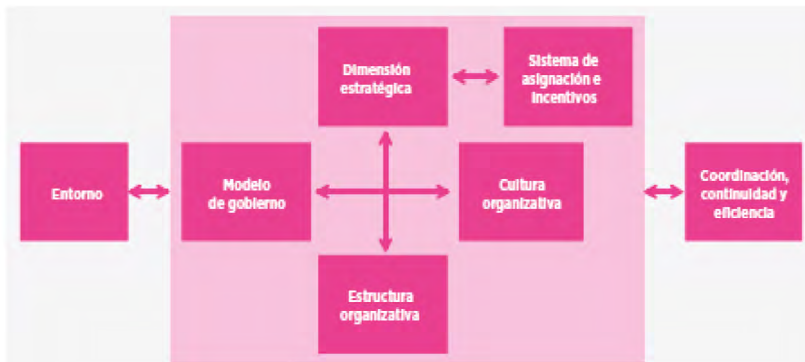 Dimensión
estratégica
Sistema de
asignación e
incentivos
Entorno
Modelo
de gobierno
Cultura
organizativa
Coordinación,
continuidad y
eficiencia
Estructura
organizativa